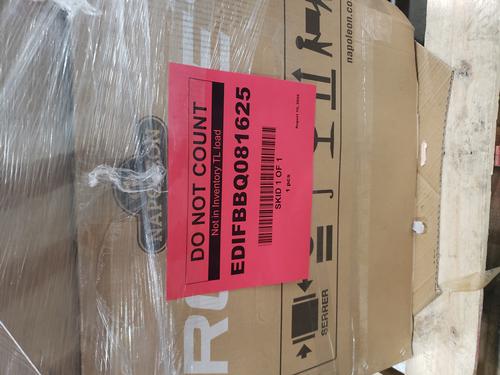 DO NOT COUNT
Not in Inventory TL load
EDIFBBQ081625
SKID 1 OF 1
1 pcs
napoleon.com
NAPOLEON
SERRER